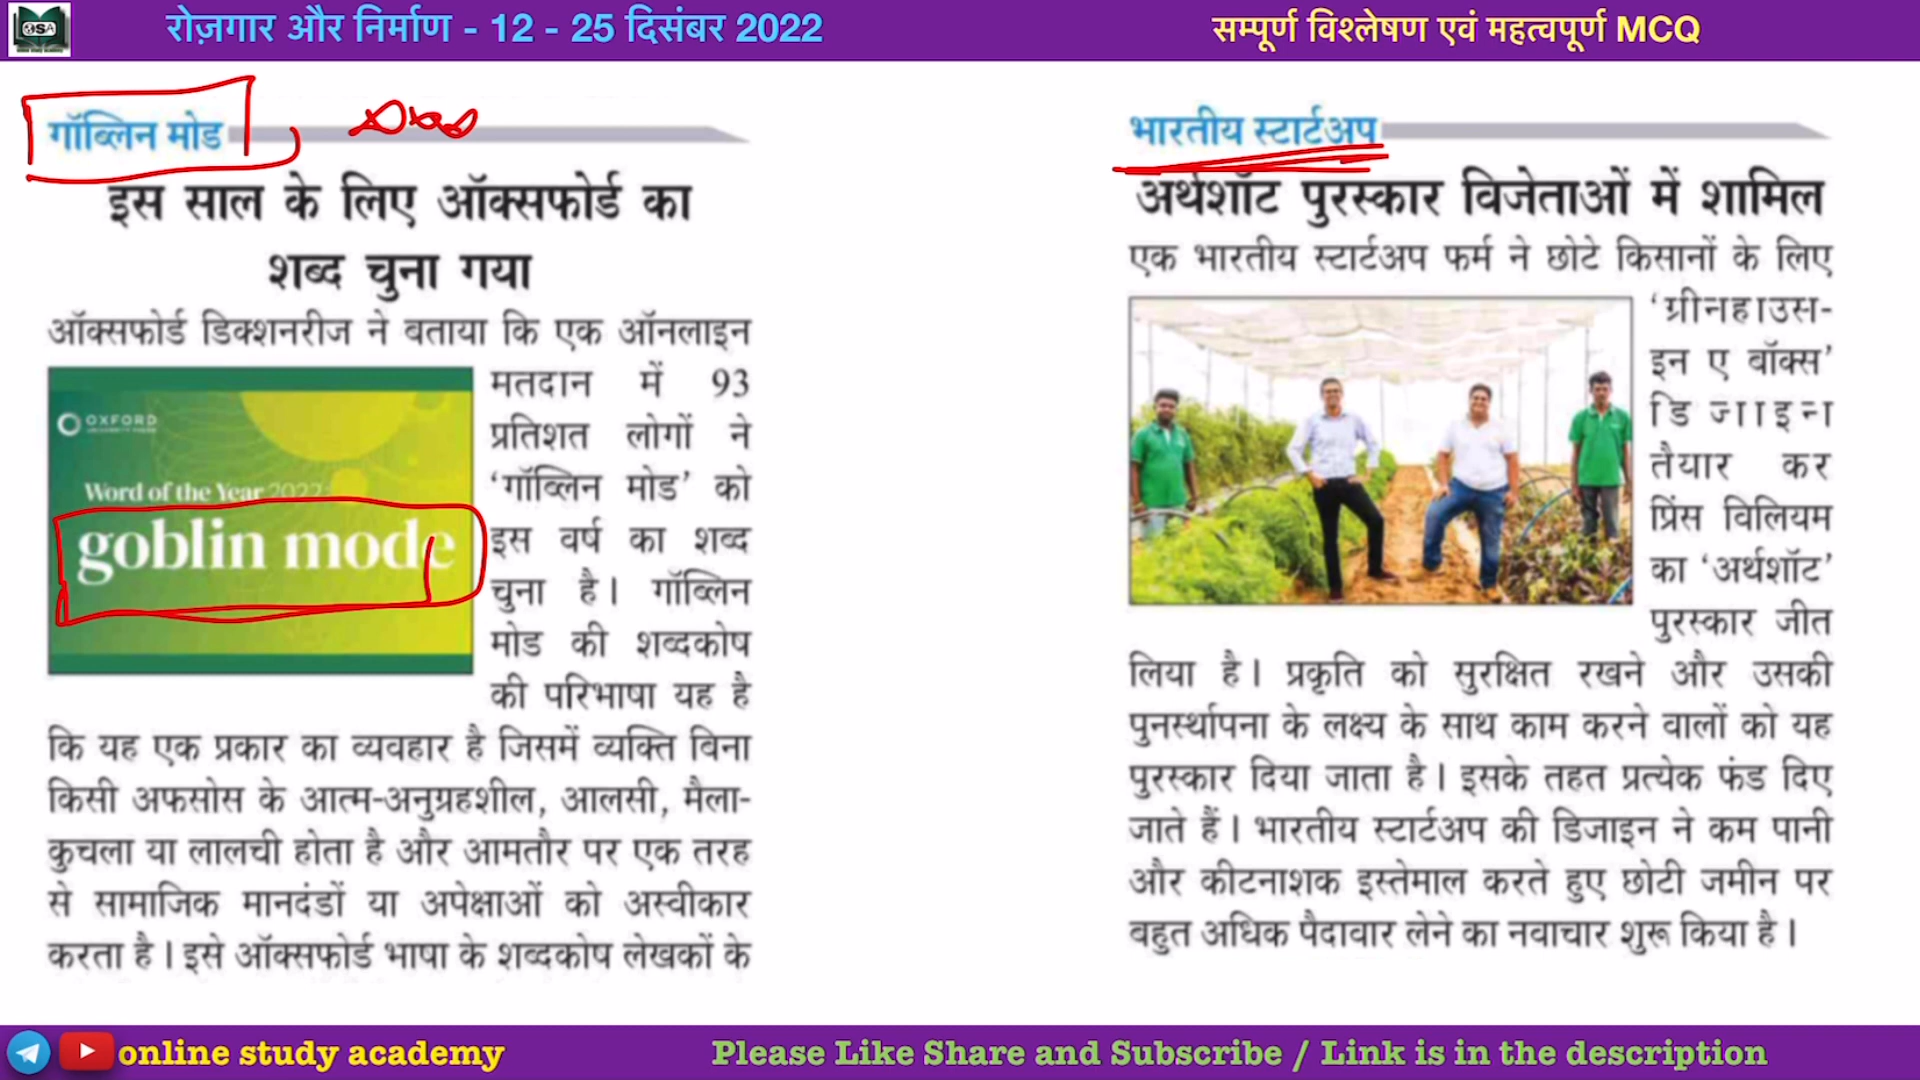 OSA
रोज़गार और निर्माण - 12 - 25 दिसंबर 2022
सम्पूर्ण विश्लेषण एवं महत्वपूर्ण MCQ
गॉब्लिन मोड
इस साल के लिए ऑक्सफोर्ड का
शब्द चुना गया
ऑक्सफोर्ड डिक्शनरीज ने बताया कि एक ऑनलाइन
मतदान में 93
प्रतिशत लोगों ने
‘गॉब्लिन मोड’ को
इस वर्ष का शब्द
चुना है। गॉब्लिन
मोड की शब्दकोष
की परिभाषा यह है
OXFORD
Word of the Year 2022:
goblin mode
कि यह एक प्रकार का व्यवहार है जिसमें व्यक्ति बिना
किसी अफसोस के आत्म-अनुग्रहशील, आलसी, मैला-
कुचला या लालची होता है और आमतौर पर एक तरह
से सामाजिक मानदंडों या अपेक्षाओं को अस्वीकार
करता है। इसे ऑक्सफोर्ड भाषा के शब्दकोष लेखकों के
भारतीय स्टार्टअप
अर्थशॉट पुरस्कार विजेताओं में शामिल
एक भारतीय स्टार्टअप फर्म ने छोटे किसानों के लिए
‘ग्रीनहाउस-
इन ए बॉक्स’
डिजाइन
तैयार कर
प्रिंस विलियम
का ‘अर्थशॉट’
पुरस्कार जीत
लिया है। प्रकृति को सुरक्षित रखने और उसकी
पुनर्स्थापना के लक्ष्य के साथ काम करने वालों को यह
पुरस्कार दिया जाता है। इसके तहत प्रत्येक फंड दिए
जाते हैं। भारतीय स्टार्टअप की डिजाइन ने कम पानी
और कीटनाशक इस्तेमाल करते हुए छोटी जमीन पर
बहुत अधिक पैदावार लेने का नवाचार शुरू किया है।
online study academy
Please Like Share and Subscribe / Link is in the description